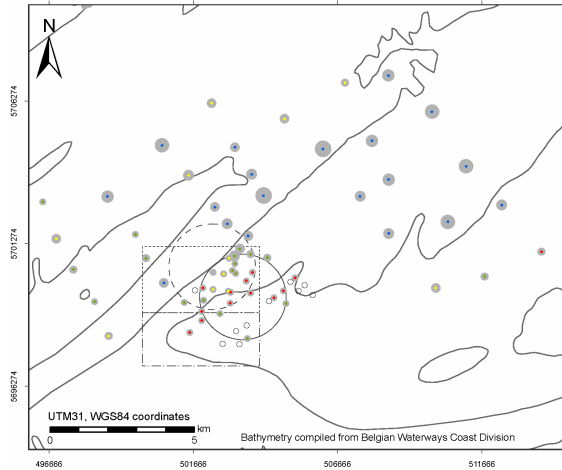 N
5706274
5701274
5696274
UTM31, WGS84 coordinates
km
0
5
Bathymetry compiled from Belgian Waterways Coast Division
496666
501666
506666
511666